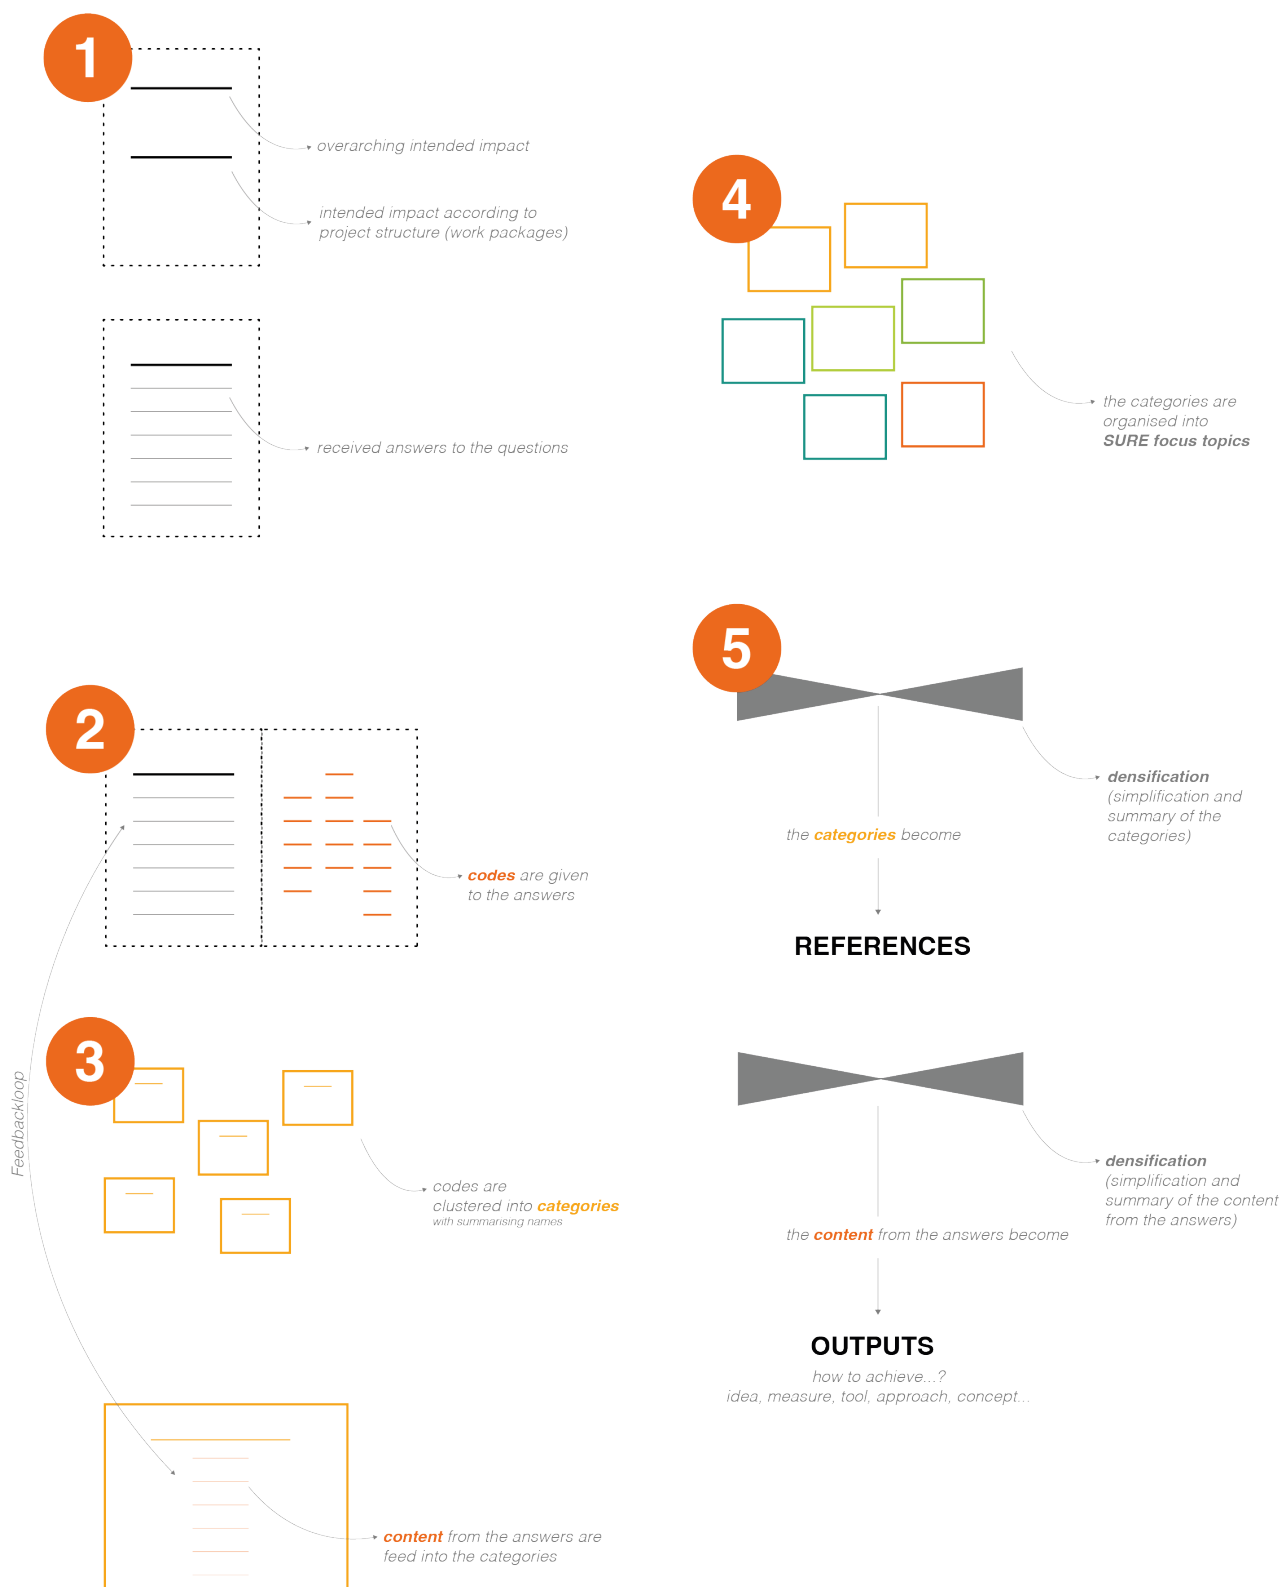 1
overarching intended impact
intended impact according to
project structure (work packages)
received answers to the questions
2
codes are given
to the answers
Feedbackloop
3
codes are
clustered into categories
with summarising names
content from the answers are
feed into the categories
4
the categories are
organised into
SURE focus topics
5
densification
(simplification and
summary of the
categories)
the categories become
REFERENCES
densification
(simplification and
summary of the content
from the answers)
the content from the answers become
OUTPUTS
how to achieve...?
idea, measure, tool, approach, concept...